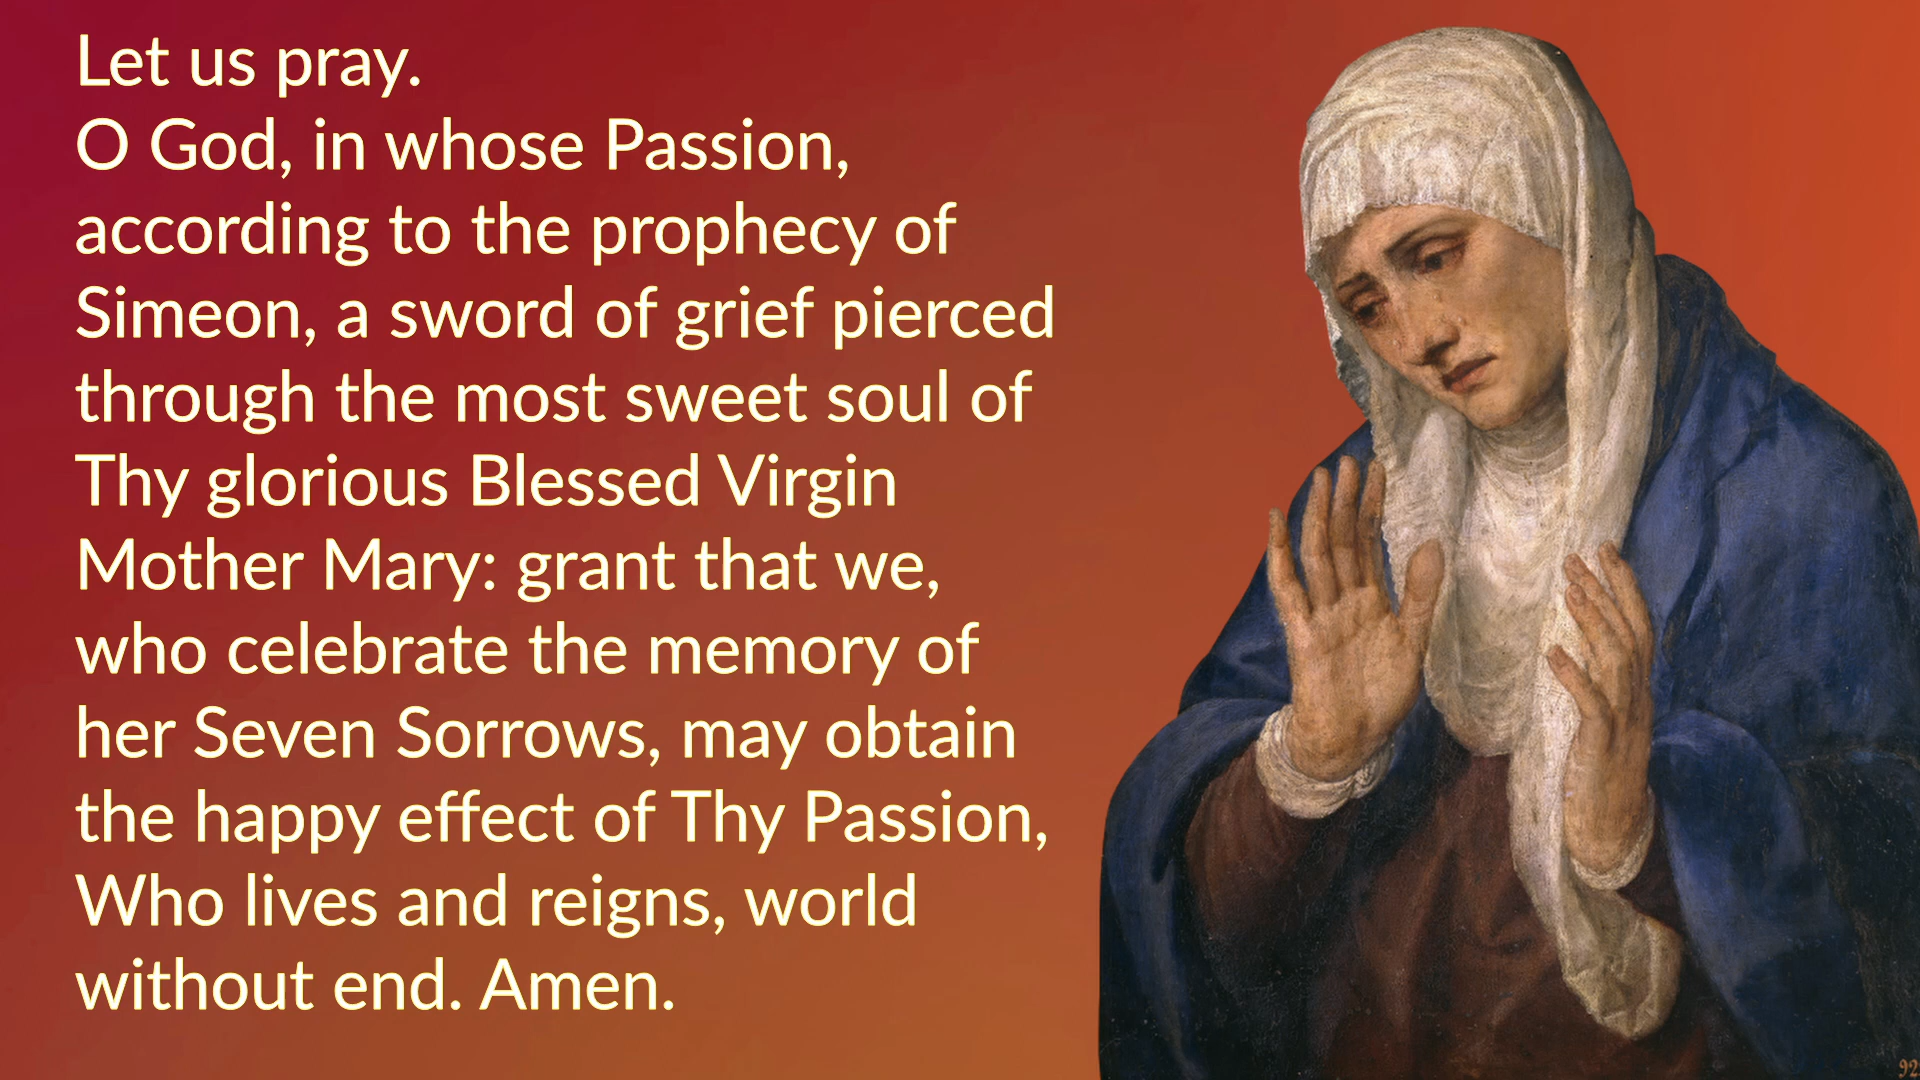 Let us pray.
O God, in whose Passion,
according to the prophecy of
Simeon, a sword of grief pierced
through the most sweet soul of
Thy glorious Blessed Virgin
Mother Mary: grant that we,
who celebrate the memory of
her Seven Sorrows, may obtain
the happy effect of Thy Passion,
Who lives and reigns, world
without end. Amen.